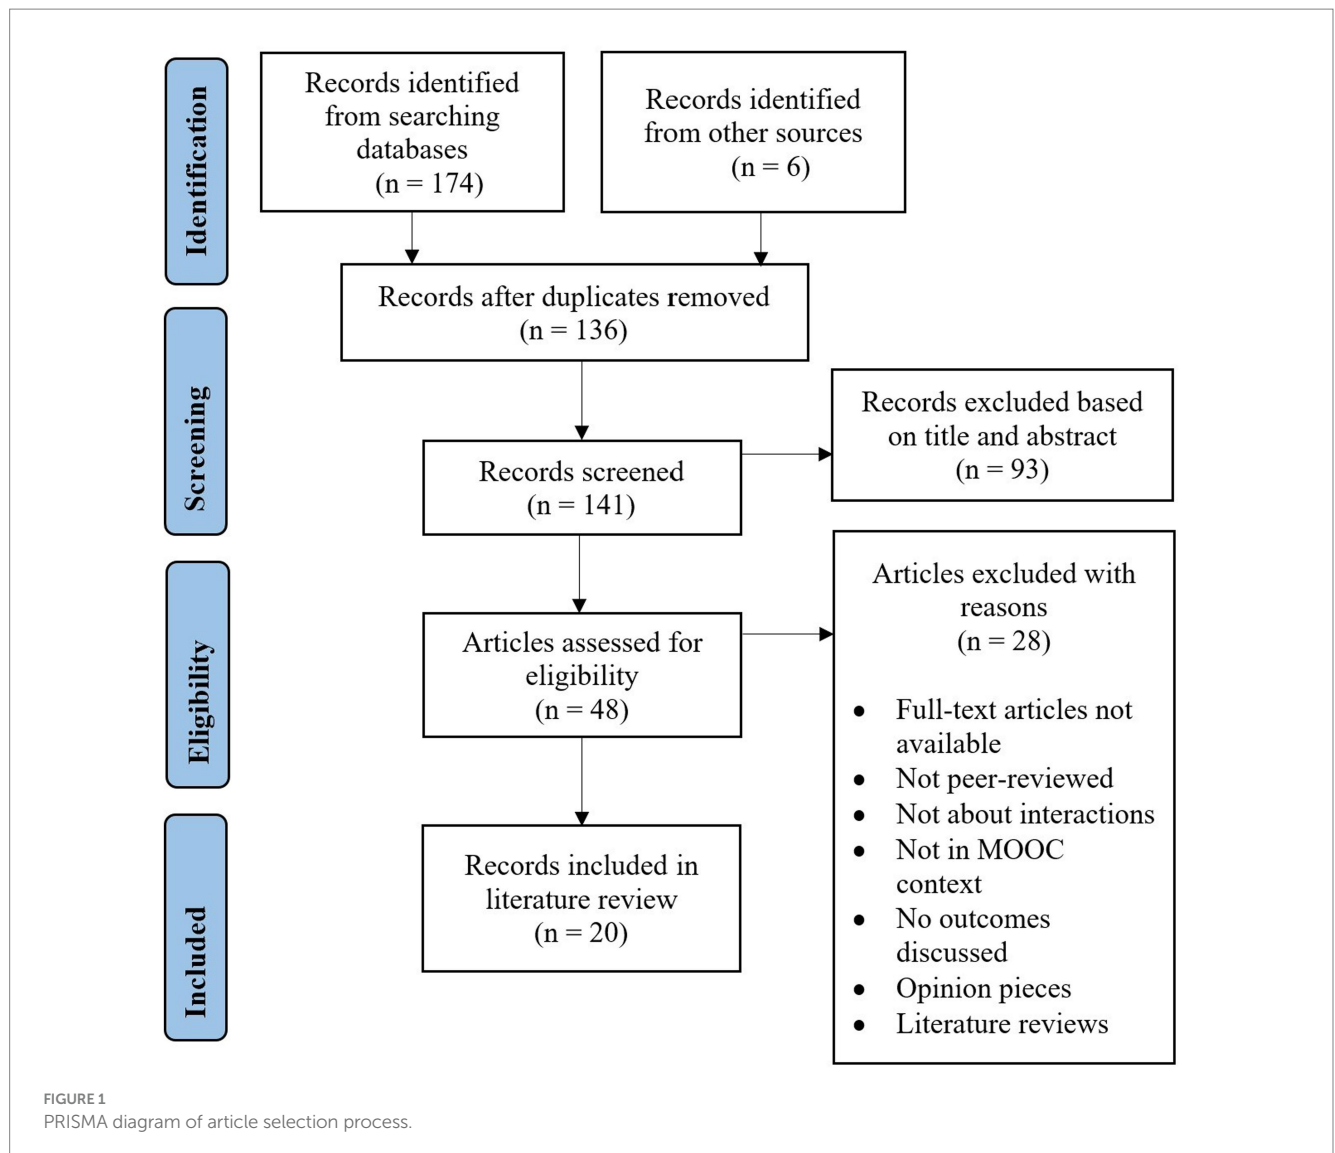 Identification
Records identified
from searching
databases
(n = 174)
Records identified
from other sources
(n = 6)
Records after duplicates removed
(n = 136)
Screening
Records screened
(n = 141)
Records excluded based
on title and abstract
(n = 93)
Eligibility
Articles assessed for
eligibility
(n = 48)
Articles excluded with
reasons
(n = 28)
• Full-text articles not
available
• Not peer-reviewed
• Not about interactions
• Not in MOOC
context
• No outcomes
discussed
• Opinion pieces
• Literature reviews
Included
Records included in
literature review
(n = 20)
FIGURE 1
PRISMA diagram of article selection process.